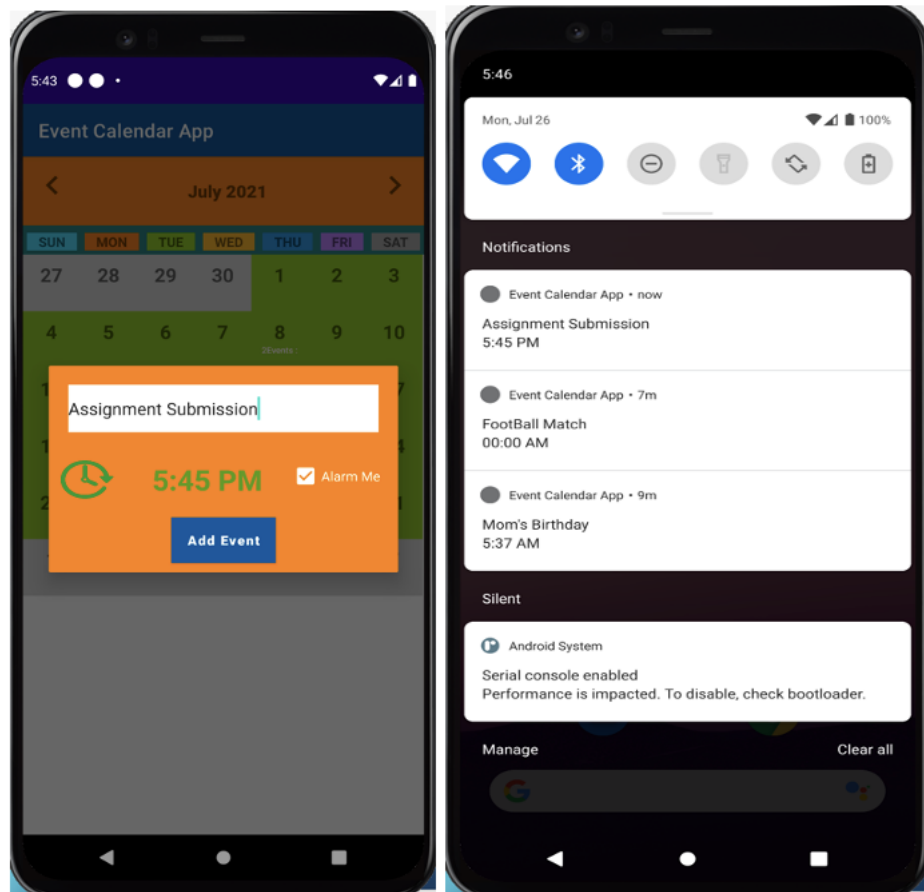 5:43
Event Calendar App
July 2021
SUN MON TUE WED THU FRI SAT
27 28 29 30 1 2 3
4 5 6 7 8 9 10
Assignment Submission
5:45 PM
Alarm Me
Add Event
5:46
Mon, Jul 26
100%
Notifications
Event Calendar App • now
Assignment Submission
5:45 PM
Event Calendar App • 7m
FootBall Match
00:00 AM
Event Calendar App • 9m
Mom's Birthday
5:37 AM
Silent
Android System
Serial console enabled
Performance is impacted. To disable, check bootloader.
Manage
Clear all
G